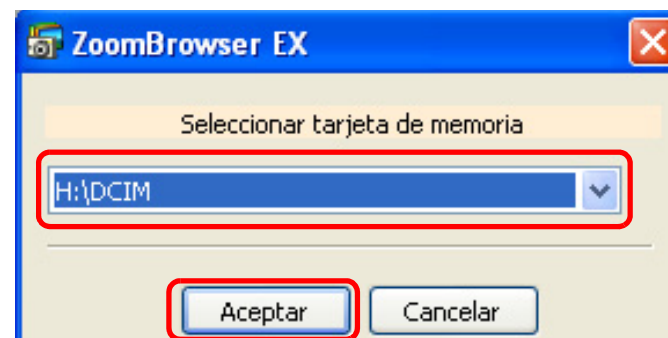 ZoomBrowser EX
Seleccionar tarjeta de memoria
H:\DCIM
Aceptar Cancelar